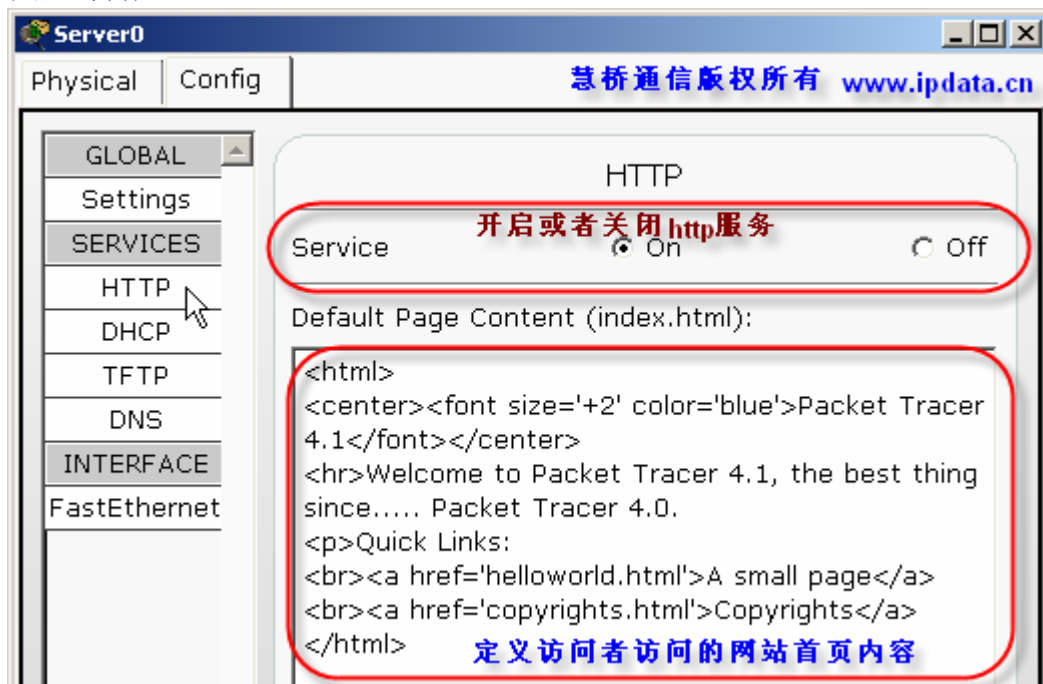 Server0
Physical
Config
慧桥通信版权所有 www.ipdata.cn
GLOBAL
Settings
SERVICES
HTTP
DHCP
TFTP
DNS
INTERFACE
FastEthernet
HTTP
开启或者关闭http服务
Service On Off
Default Page Content (index.html):
<html>
<center><font size='+2' color='blue'>Packet Tracer
4.1</font></center>
<hr>Welcome to Packet Tracer 4.1, the best thing
since..... Packet Tracer 4.0.
<p>Quick Links:
<br><a href='helloworld.html'>A small page</a>
<br><a href='copyrights.html'>Copyrights</a>
</html>
定义访问者访问的网站首页内容